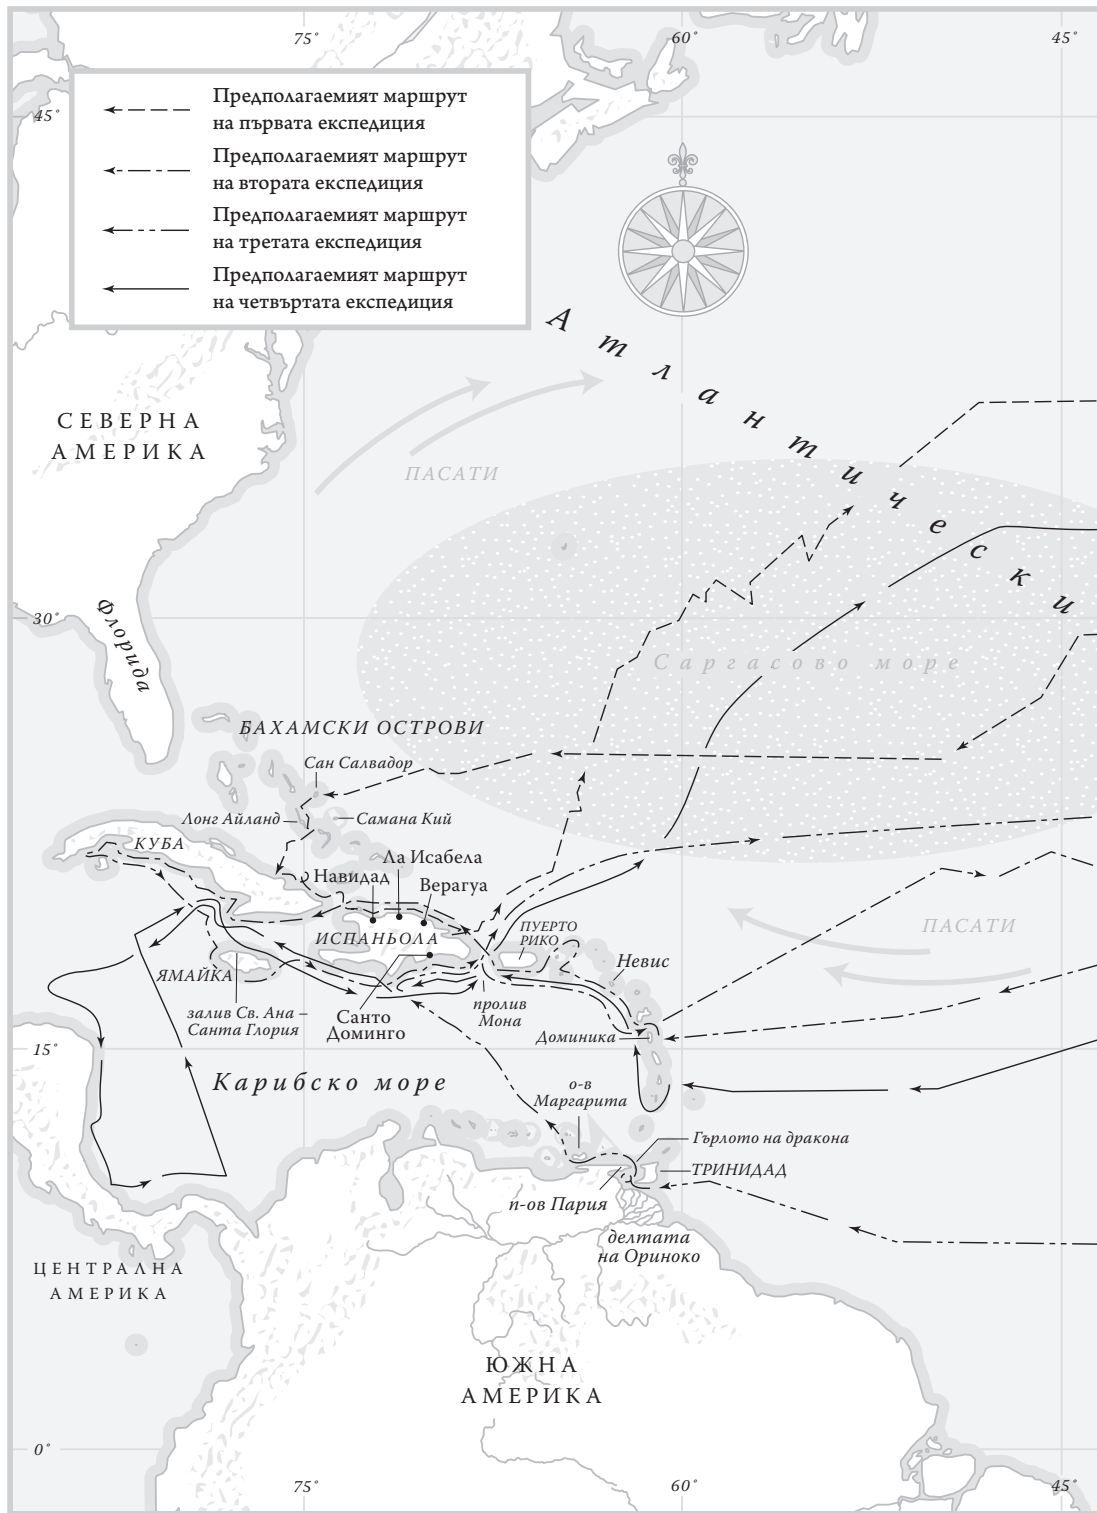 75°
60°
45°
45°
Предполагаемият маршрут
на първата експедиция
Предполагаемият маршрут
на втората експедиция
Предполагаемият маршрут
на третата експедиция
Предполагаемият маршрут
на четвъртата експедиция
Атлантически
СЕВЕРНА
АМЕРИКА
ПАСАТИ
30°
Флорида
Саргасово море
БАХАМСКИ ОСТРОВИ
Сан Салвадор
Лонг Айланд
Самана Кий
КУБА
Ла Исабела
Навидад
Верагуа
ПУЕРТО
РИКО
ПАСАТИ
ИСПАНЬОЛА
Невис
ЯМАЙКА
залив Св. Ана –
Санта Глория
Санто
Доминго
пролив
Мона
Доминика
15°
Карибско море
о-в
Маргарита
Гърлото на дракона
ТРИНИДАД
п-ов Пария
делтата
на Ориноко
ЦЕНТРАЛНА
АМЕРИКА
ЮЖНА
АМЕРИКА
0°
75°
60°
45°